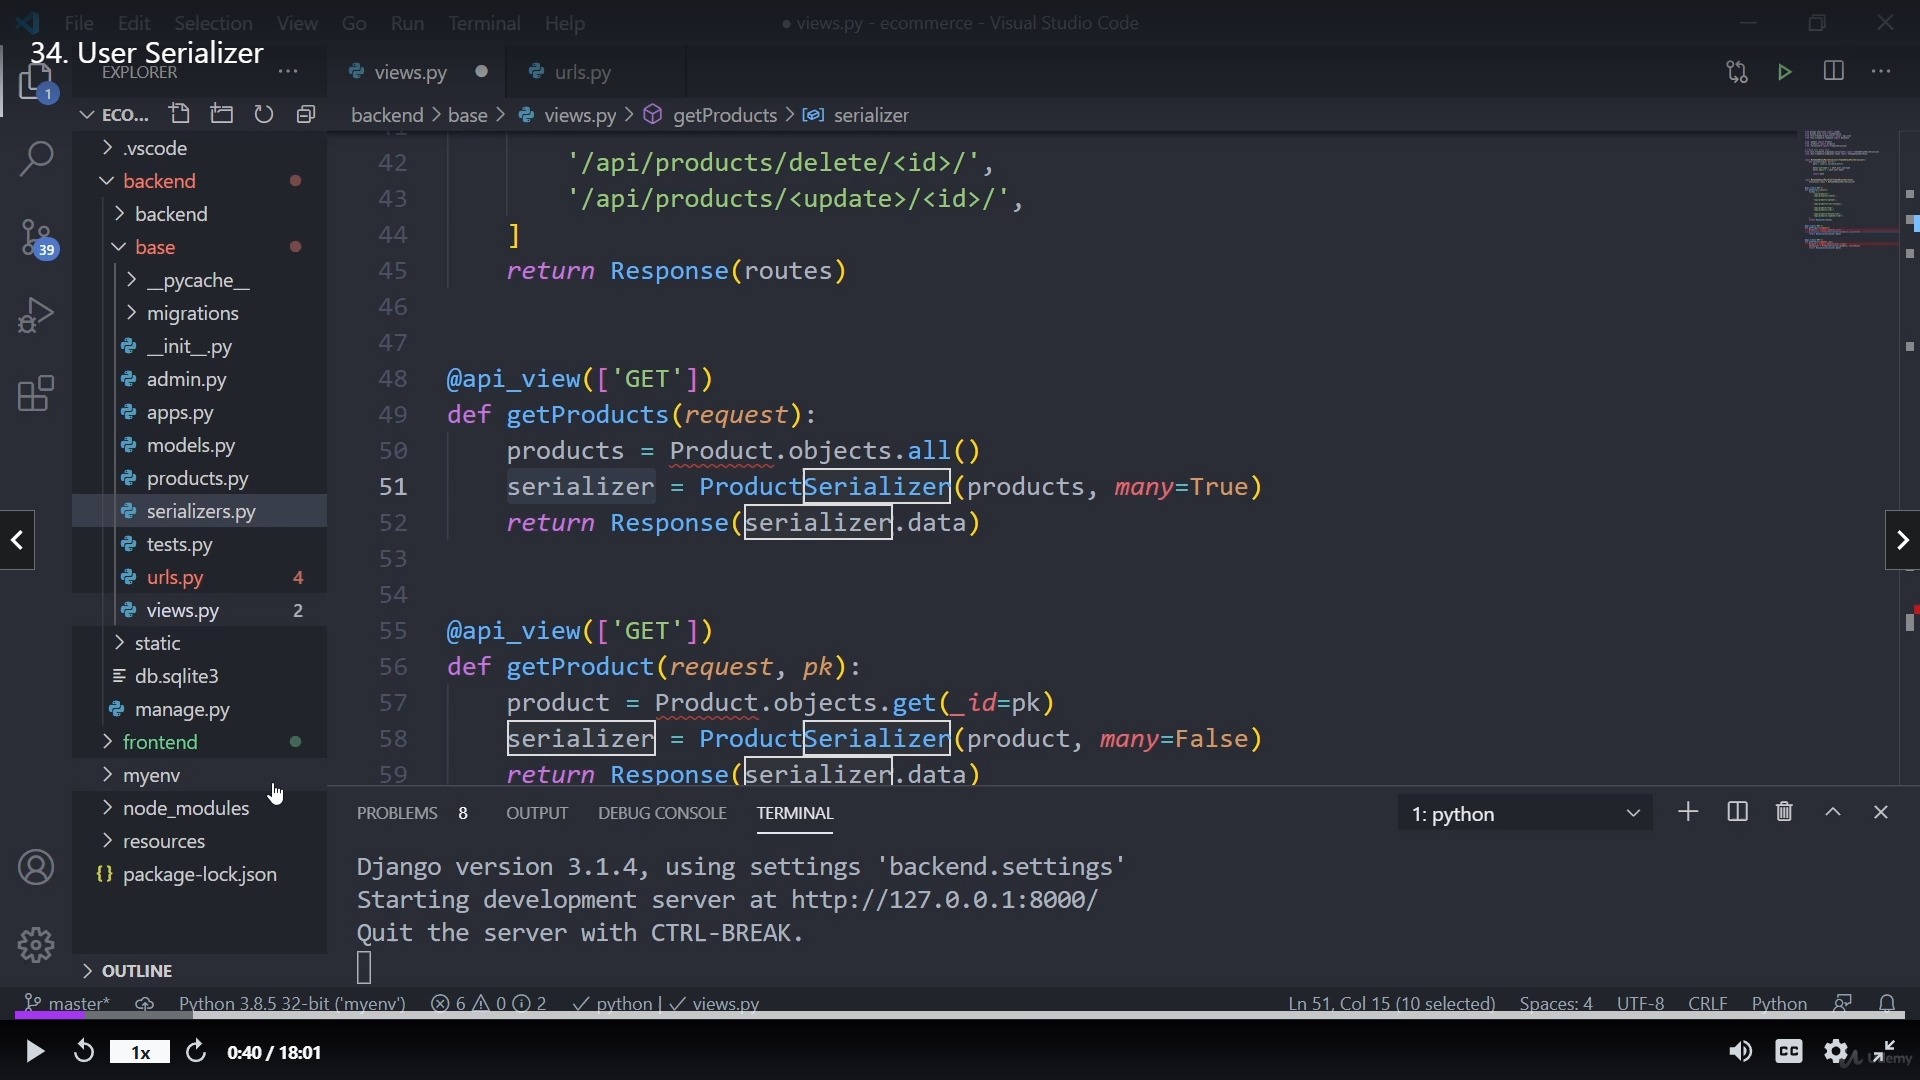 File Edit Selection View Go Run Terminal Help
● views.py - ecommerce - Visual Studio Code
34. User Serializer
EXPLORER
views.py
urls.py
1
ECO...
backend > base > views.py > getProducts > serializer
.vscode
backend
backend
39
base
__pycache__
migrations
__init__.py
admin.py
apps.py
models.py
products.py
serializers.py
tests.py
urls.py 4
views.py 2
static
db.sqlite3
manage.py
frontend
myenv
node_modules
resources
{} package-lock.json
OUTLINE
42 '/api/products/delete/<id>/',
43 '/api/products/<update>/<id>/',
44 ]
45 return Response(routes)
46
47
48 @api_view(['GET'])
49 def getProducts(request):
50 products = Product.objects.all()
51 serializer = ProductSerializer(products, many=True)
52 return Response(serializer.data)
53
54
55 @api_view(['GET'])
56 def getProduct(request, pk):
57 product = Product.objects.get(_id=pk)
58 serializer = ProductSerializer(product, many=False)
59 return Response(serializer.data)
PROBLEMS 8 OUTPUT DEBUG CONSOLE TERMINAL
1: python
Django version 3.1.4, using settings 'backend.settings'
Starting development server at http://127.0.0.1:8000/
Quit the server with CTRL-BREAK.
master* Python 3.8.5 32-bit ('myenv') 6 0 2 python | views.py
Ln 51, Col 15 (10 selected) Spaces: 4 UTF-8 CRLF Python
1x 0:40 / 18:01
CC
Udemy